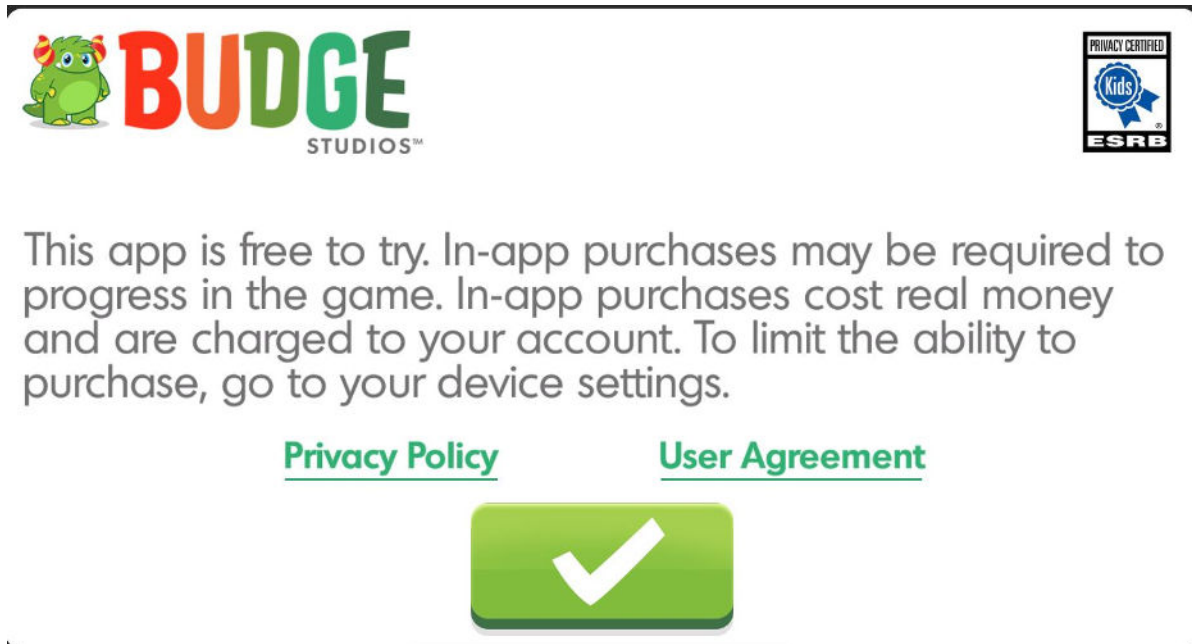 BUDGE
STUDIOS™
PRIVACY CERTIFIED
Kids
®
ESRB
This app is free to try. In-app purchases may be required to
progress in the game. In-app purchases cost real money
and are charged to your account. To limit the ability to
purchase, go to your device settings.
Privacy Policy
User Agreement